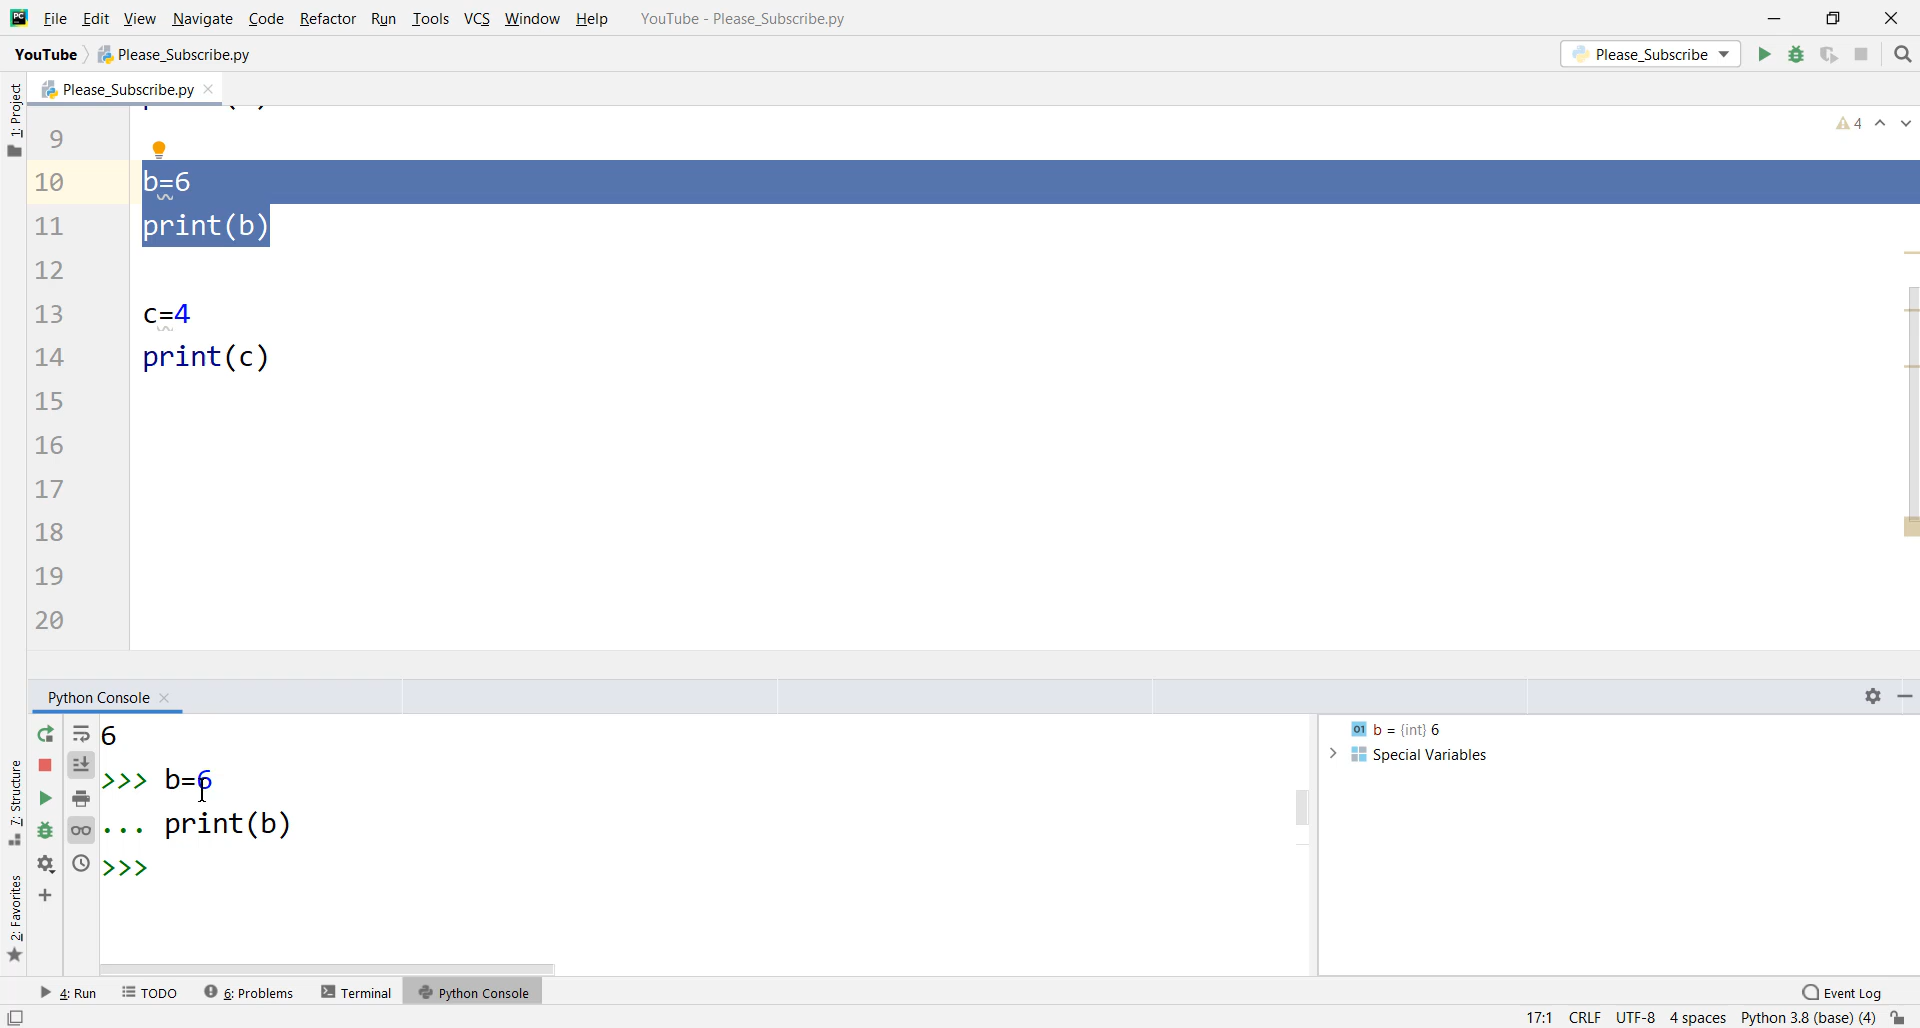 File Edit View Navigate Code Refactor Run Tools VCS Window Help YouTube - Please_Subscribe.py
YouTube Please_Subscribe.py Please_Subscribe
Please_Subscribe.py
1: Project
4
9
10 b=6
11 print(b)
12
13 c=4
14 print(c)
15
16
17
18
19
20
7: Structure
2: Favorites
Python Console
6
>>> b=6
... print(b)
>>>
01 b = {int} 6
Special Variables
4: Run TODO 6: Problems Terminal Python Console Event Log
17:1 CRLF UTF-8 4 spaces Python 3.8 (base) (4)